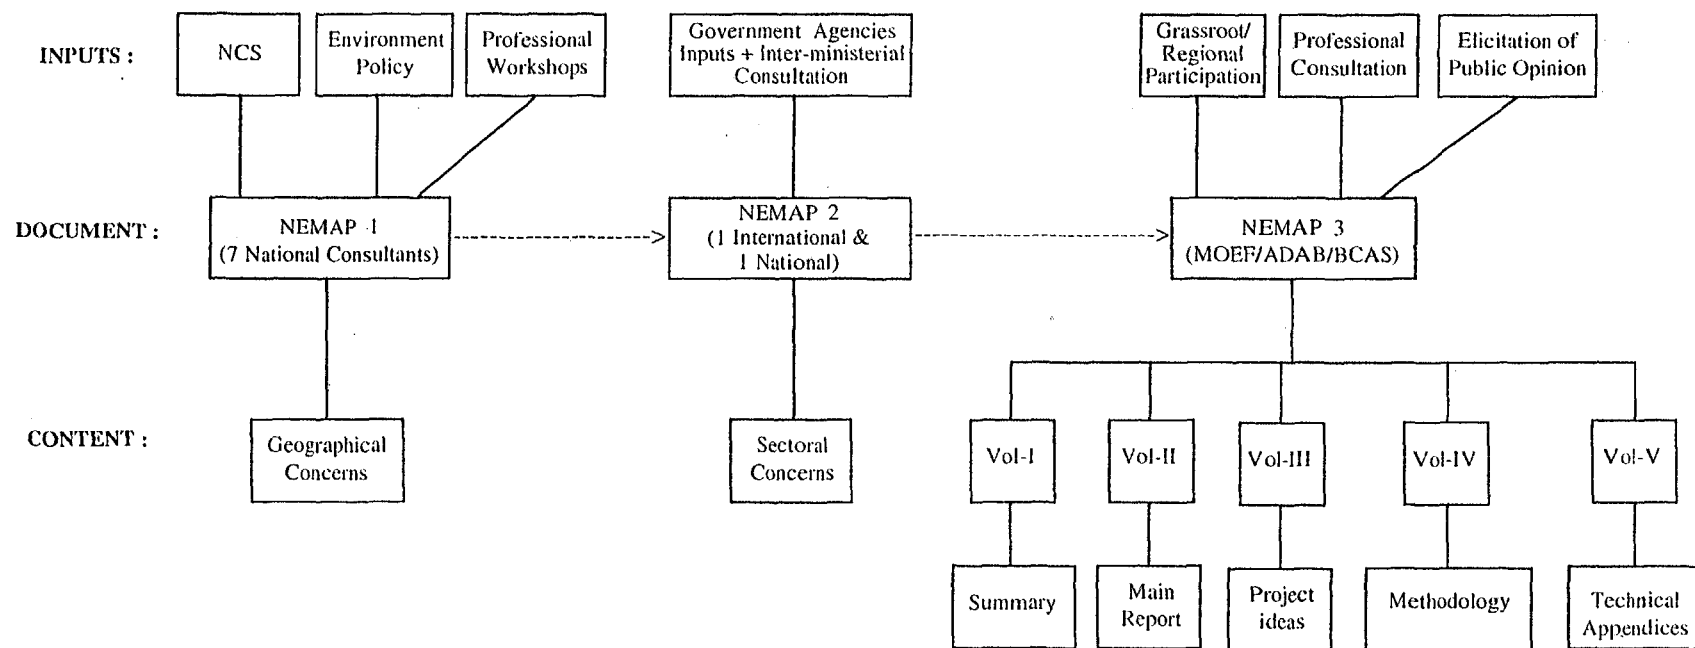 INPUTS :
NCS
Environment
Policy
Professional
Workshops
Government Agencies
Inputs + Inter-ministerial
Consultation
Grassroot/
Regional
Participation
Professional
Consultation
Elicitation of
Public Opinion
DOCUMENT :
NEMAP 1
(7 National Consultants)
NEMAP 2
(1 International &
1 National)
NEMAP 3
(MOEF/ADAB/BCAS)
CONTENT :
Geographical
Concerns
Sectoral
Concerns
Vol-I
Vol-II
Vol-III
Vol-IV
Vol-V
Summary
Main
Report
Project
ideas
Methodology
Technical
Appendices